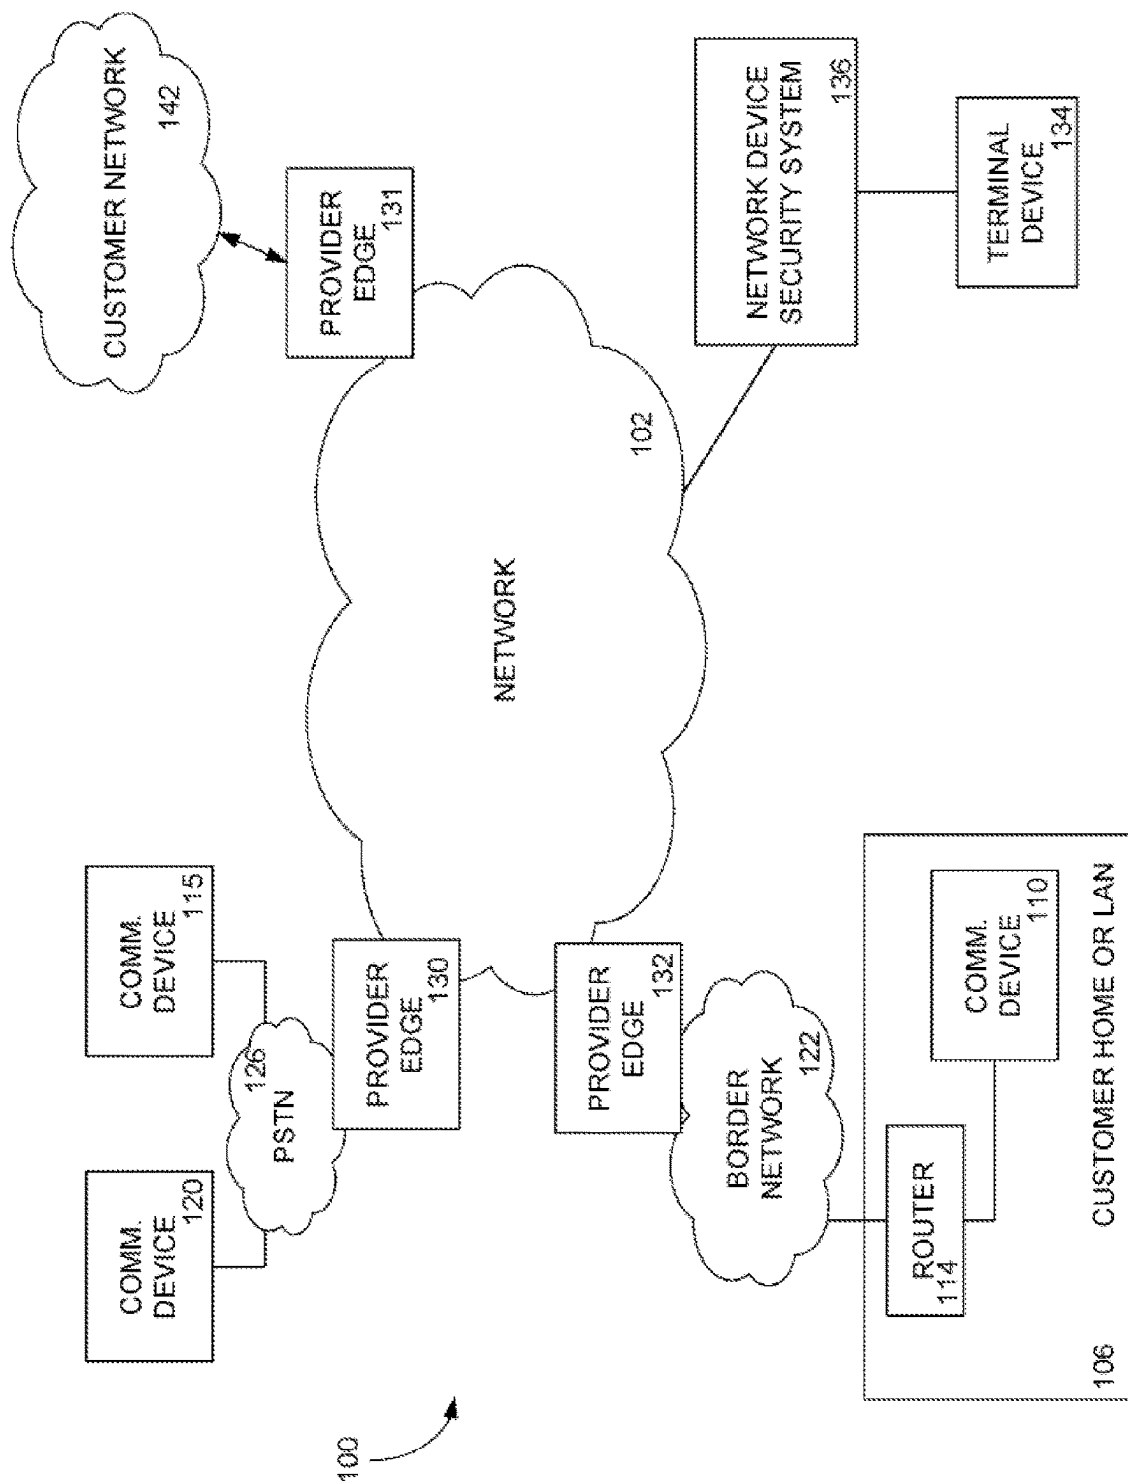 100
COMM.
DEVICE
120
COMM.
DEVICE
115
CUSTOMER NETWORK
142
PSTN
126
PROVIDER
EDGE
130
PROVIDER
EDGE
131
NETWORK
102
PROVIDER
EDGE
132
BORDER
NETWORK
122
NETWORK DEVICE
SECURITY SYSTEM
136
ROUTER
114
COMM.
DEVICE
110
TERMINAL
DEVICE
134
106
CUSTOMER HOME OR LAN